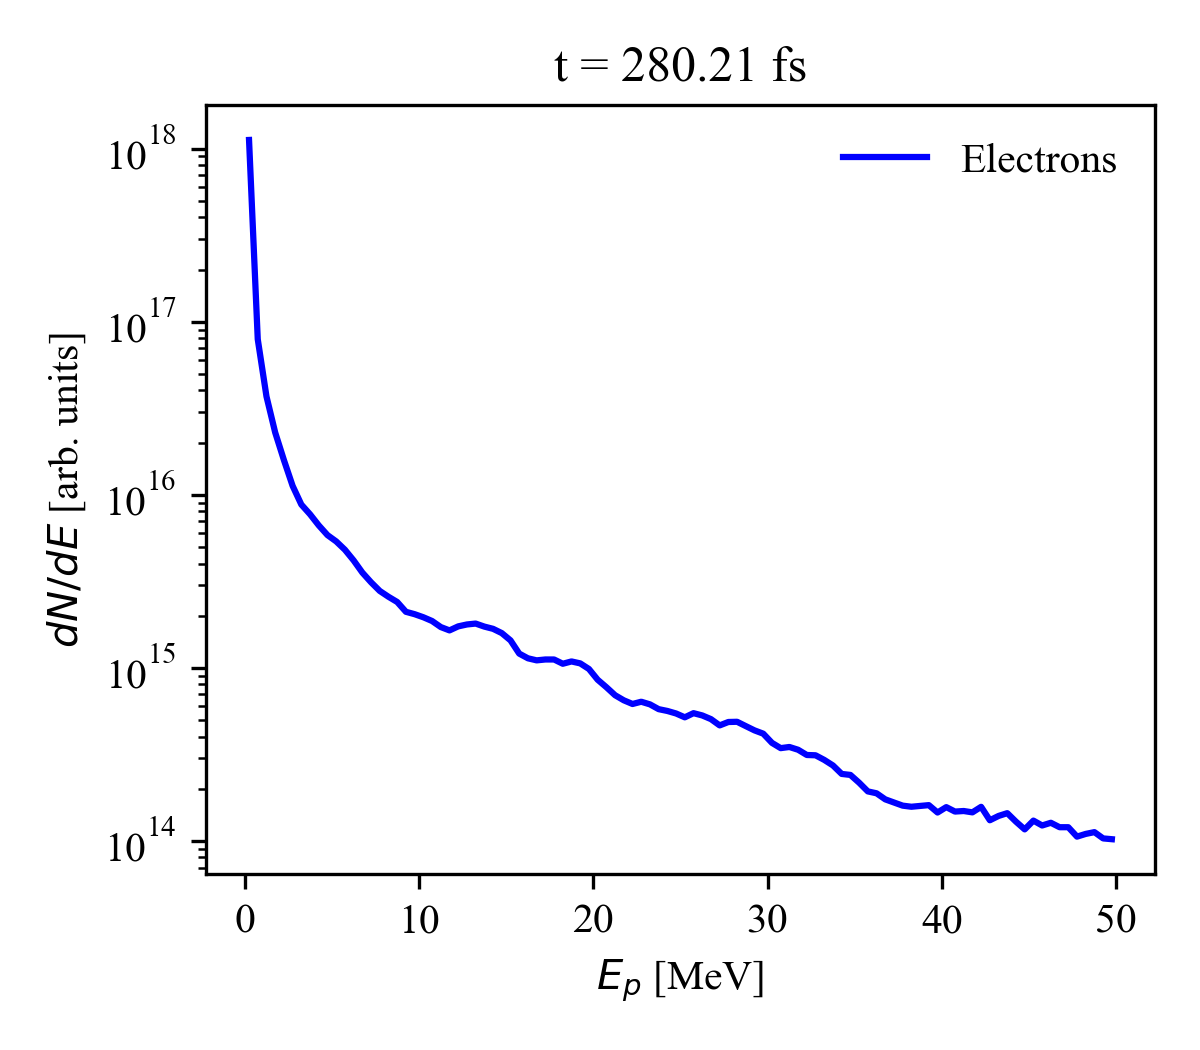 t = 280.21 fs
Electrons
10^18
10^17
10^16
10^15
10^14
dN/dE [arb. units]
0 10 20 30 40 50
E_p [MeV]